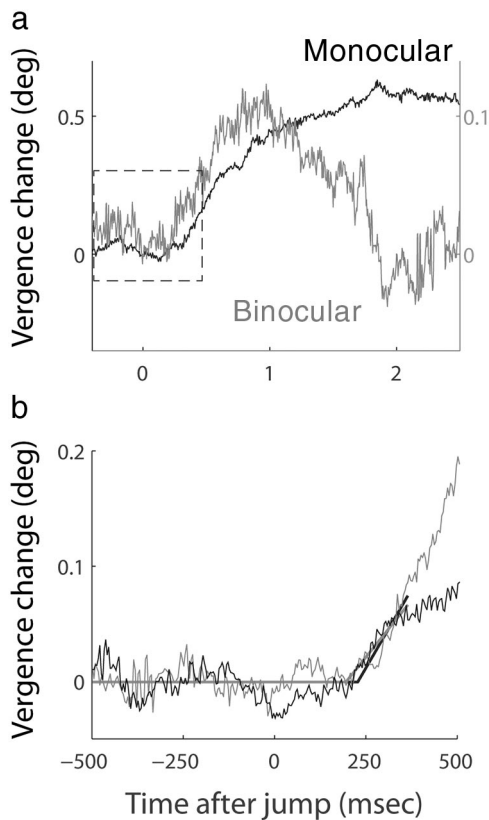 a
Monocular
Vergence change (deg)
0.5
0
0.1
0
Binocular
0
1
2
b
Vergence change (deg)
0.2
0.1
0
−500
−250
0
250
500
Time after jump (msec)